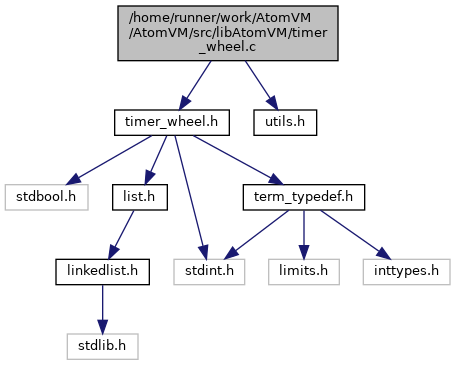 /home/runner/work/AtomVM
/AtomVM/src/libAtomVM/timer
_wheel.c
timer_wheel.h
utils.h
stdbool.h
list.h
term_typedef.h
linkedlist.h
stdint.h
limits.h
inttypes.h
stdlib.h